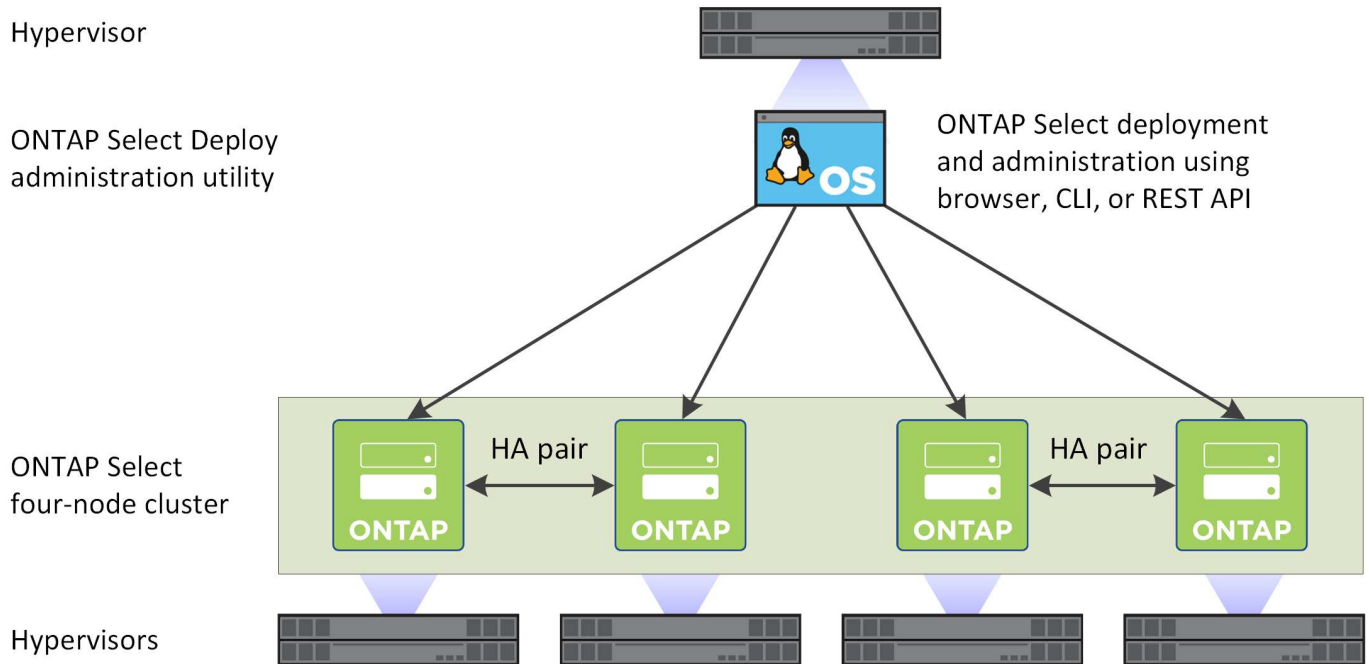 Hypervisor
ONTAP Select Deploy
administration utility
OS
ONTAP Select deployment
and administration using
browser, CLI, or REST API
ONTAP Select
four-node cluster
HA pair
HA pair
ONTAP
ONTAP
ONTAP
ONTAP
Hypervisors